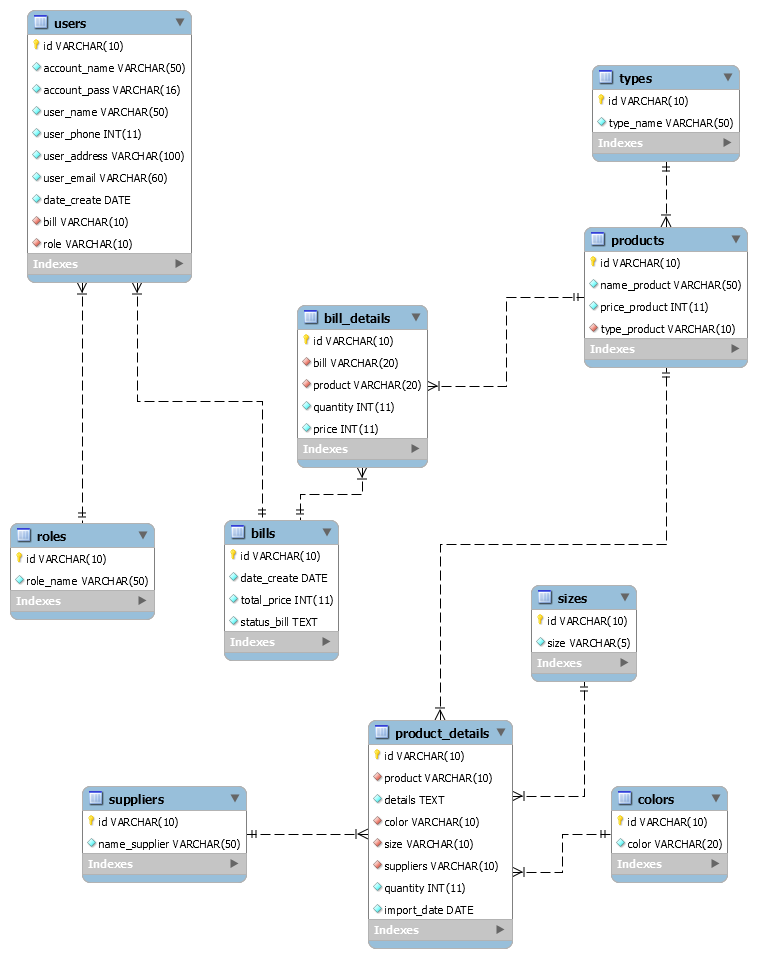 users
id VARCHAR(10)
account_name VARCHAR(50)
account_pass VARCHAR(16)
user_name VARCHAR(50)
user_phone INT(11)
user_address VARCHAR(100)
user_email VARCHAR(60)
date_create DATE
bill VARCHAR(10)
role VARCHAR(10)
Indexes
types
id VARCHAR(10)
type_name VARCHAR(50)
Indexes
products
id VARCHAR(10)
name_product VARCHAR(50)
price_product INT(11)
type_product VARCHAR(10)
Indexes
bill_details
id VARCHAR(10)
bill VARCHAR(20)
product VARCHAR(20)
quantity INT(11)
price INT(11)
Indexes
roles
id VARCHAR(10)
role_name VARCHAR(50)
Indexes
bills
id VARCHAR(10)
date_create DATE
total_price INT(11)
status_bill TEXT
Indexes
sizes
id VARCHAR(10)
size VARCHAR(5)
Indexes
product_details
id VARCHAR(10)
product VARCHAR(10)
details TEXT
color VARCHAR(10)
size VARCHAR(10)
suppliers VARCHAR(10)
quantity INT(11)
import_date DATE
Indexes
suppliers
id VARCHAR(10)
name_supplier VARCHAR(50)
Indexes
colors
id VARCHAR(10)
color VARCHAR(20)
Indexes